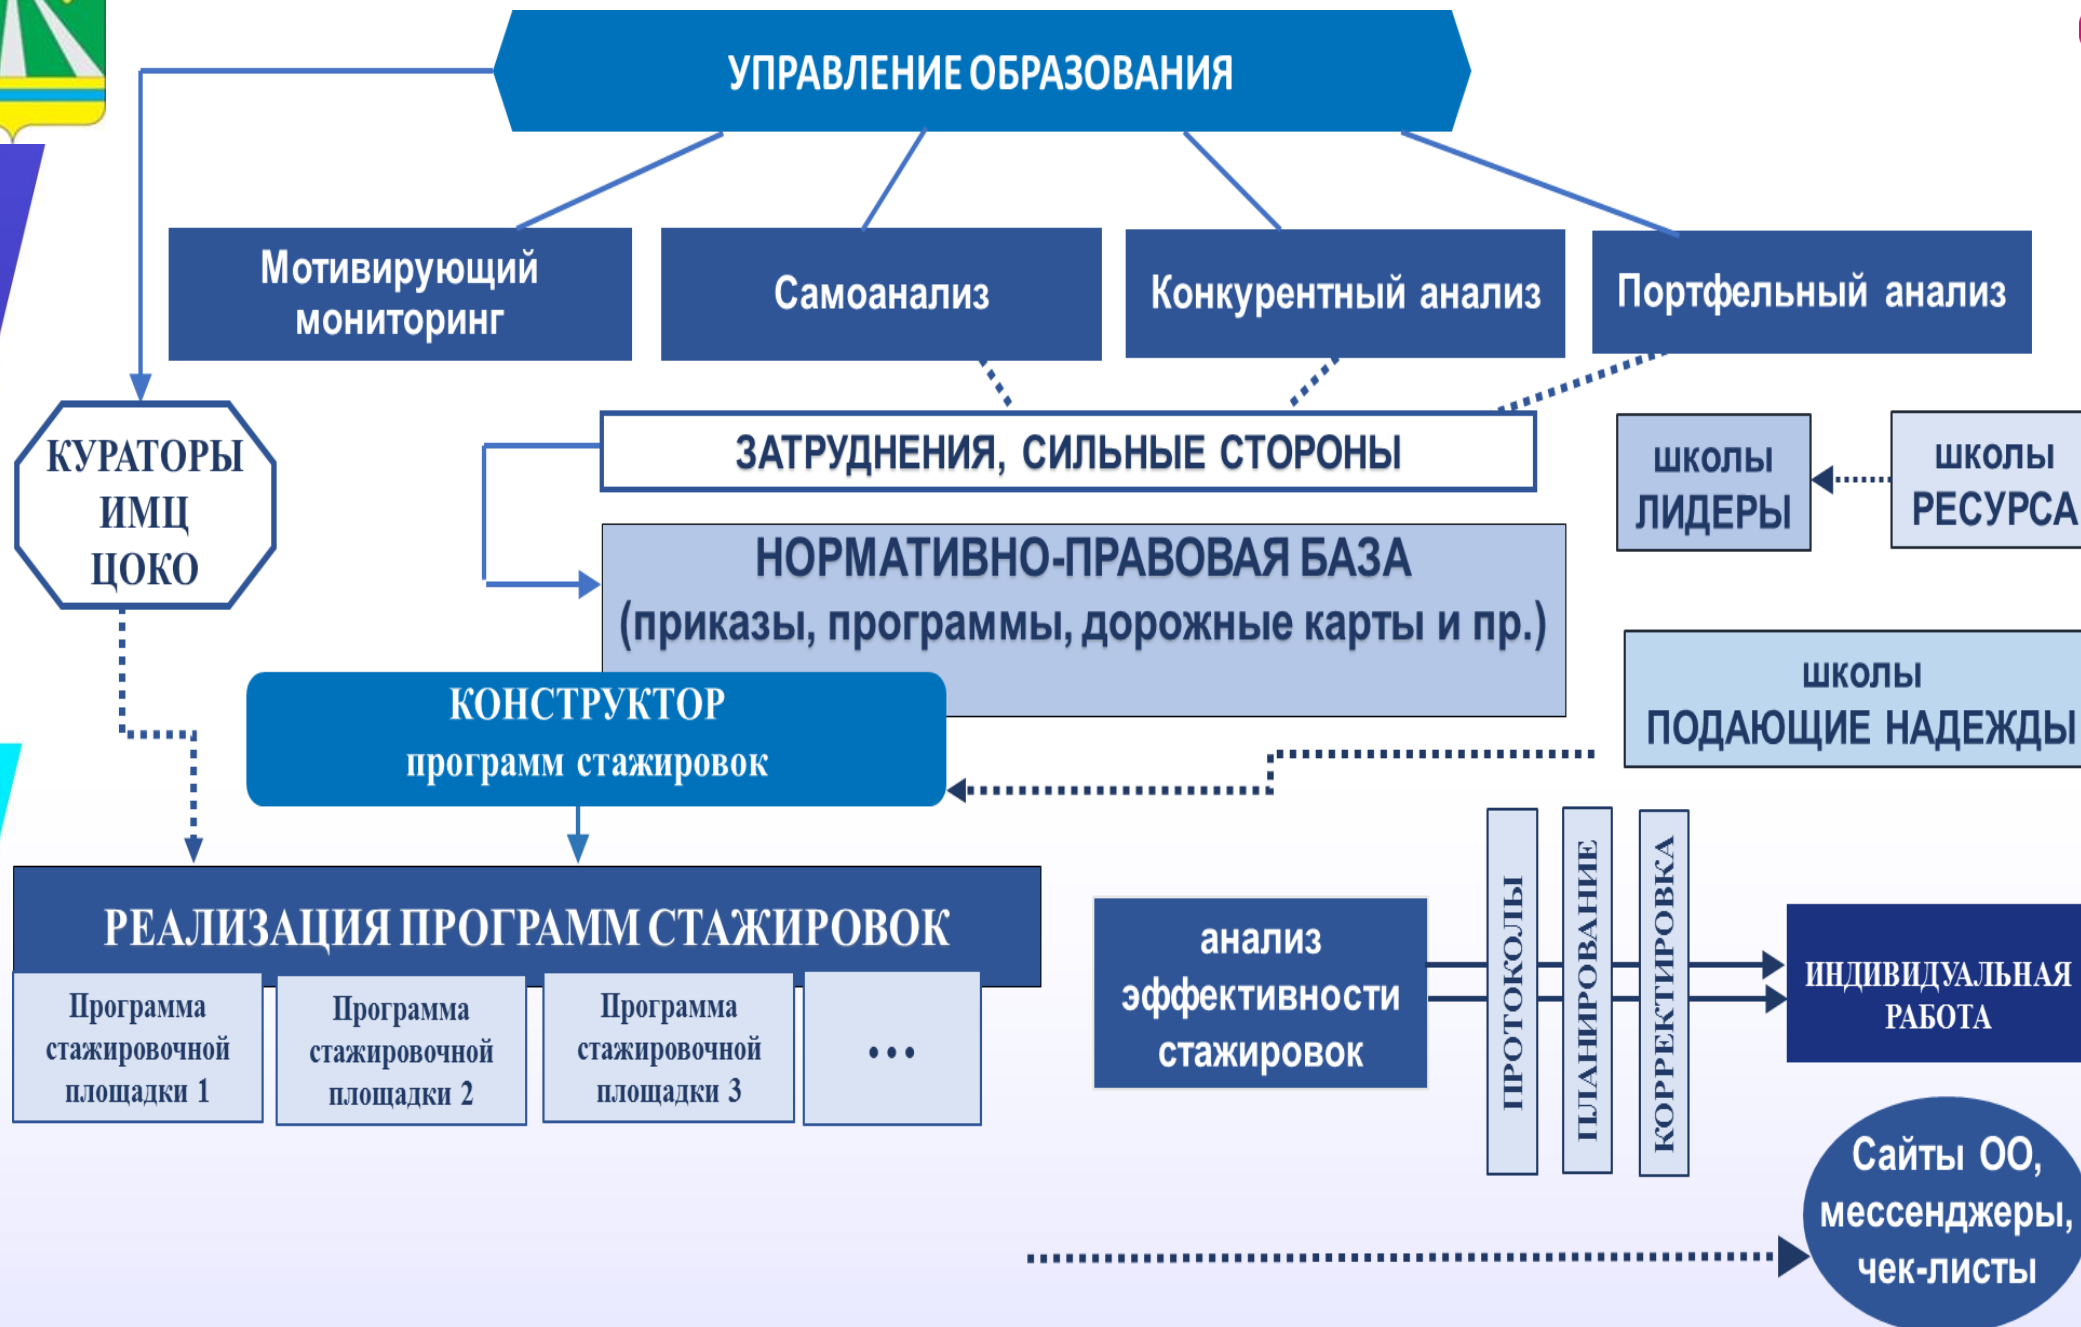 УПРАВЛЕНИЕ ОБРАЗОВАНИЯ
Мотивирующий
мониторинг
Самоанализ
Конкурентный анализ
Портфельный анализ
КУРАТОРЫ
ИМЦ
ЦОКО
ЗАТРУДНЕНИЯ, СИЛЬНЫЕ СТОРОНЫ
школы
ЛИДЕРЫ
школы
РЕСУРСА
НОРМАТИВНО-ПРАВОВАЯ БАЗА
(приказы, программы, дорожные карты и пр.)
школы
ПОДАЮЩИЕ НАДЕЖДЫ
КОНСТРУКТОР
программ стажировок
РЕАЛИЗАЦИЯ ПРОГРАММ СТАЖИРОВОК
Программа
стажировочной
площадки 1
Программа
стажировочной
площадки 2
Программа
стажировочной
площадки 3
...
анализ
эффективности
стажировок
ПРОТОКОЛЫ
ПЛАНИРОВАНИЕ
КОРРЕКТИРОВКА
ИНДИВИДУАЛЬНАЯ
РАБОТА
Сайты ОО,
мессенджеры,
чек-листы